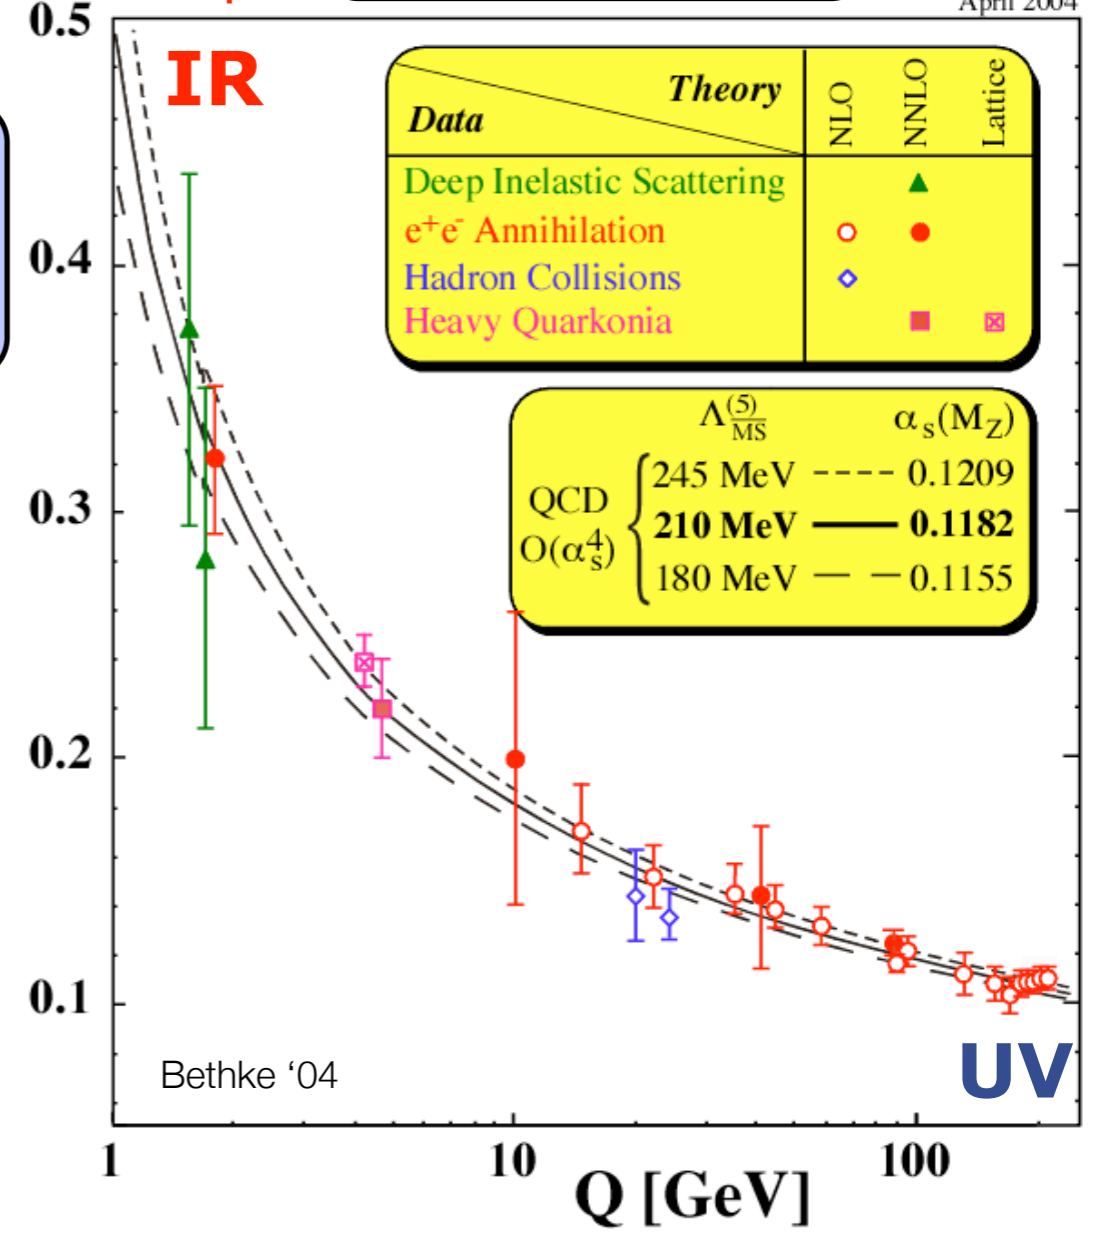 April 2004
0.5
IR
Theory
Data
NLO
NNLO
Lattice
Deep Inelastic Scattering
e⁺e⁻ Annihilation
Hadron Collisions
Heavy Quarkonia
0.4
Λ(5)MS αs(MZ)
QCD O(αs⁴)
245 MeV 0.1209
210 MeV 0.1182
180 MeV 0.1155
0.3
0.2
0.1
Bethke ‘04
UV
1 10 100
Q [GeV]